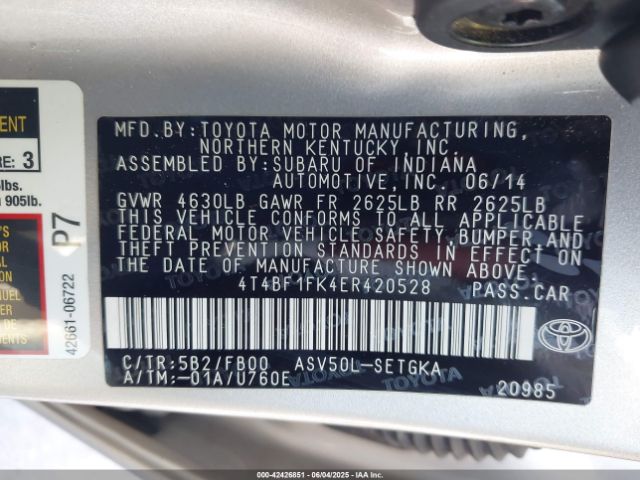 ENT
RE: 3
lbs.
905lb.
P7
42661-06722
MFD.BY:TOYOTA MOTOR MANUFACTURING,
NORTHERN KENTUCKY,INC.
ASSEMBLED BY:SUBARU OF INDIANA
AUTOMOTIVE,INC. 06/14
GVWR 4630LB GAWR FR 2625LB RR 2625LB
THIS VEHICLE CONFORMS TO ALL APPLICABLE
FEDERAL MOTOR VEHICLE SAFETY,BUMPER,AND
THEFT PREVENTION STANDARDS IN EFFECT ON
THE DATE OF MANUFACTURE SHOWN ABOVE.
4T4BF1FK4ER420528 PASS.CAR
C/TR:5B2/FB00 ASV50L-SETGKA
A/TM:-01A/U760E 20985
TOYOTA
000-42426851 - 06/04/2025 - IAAI.COM